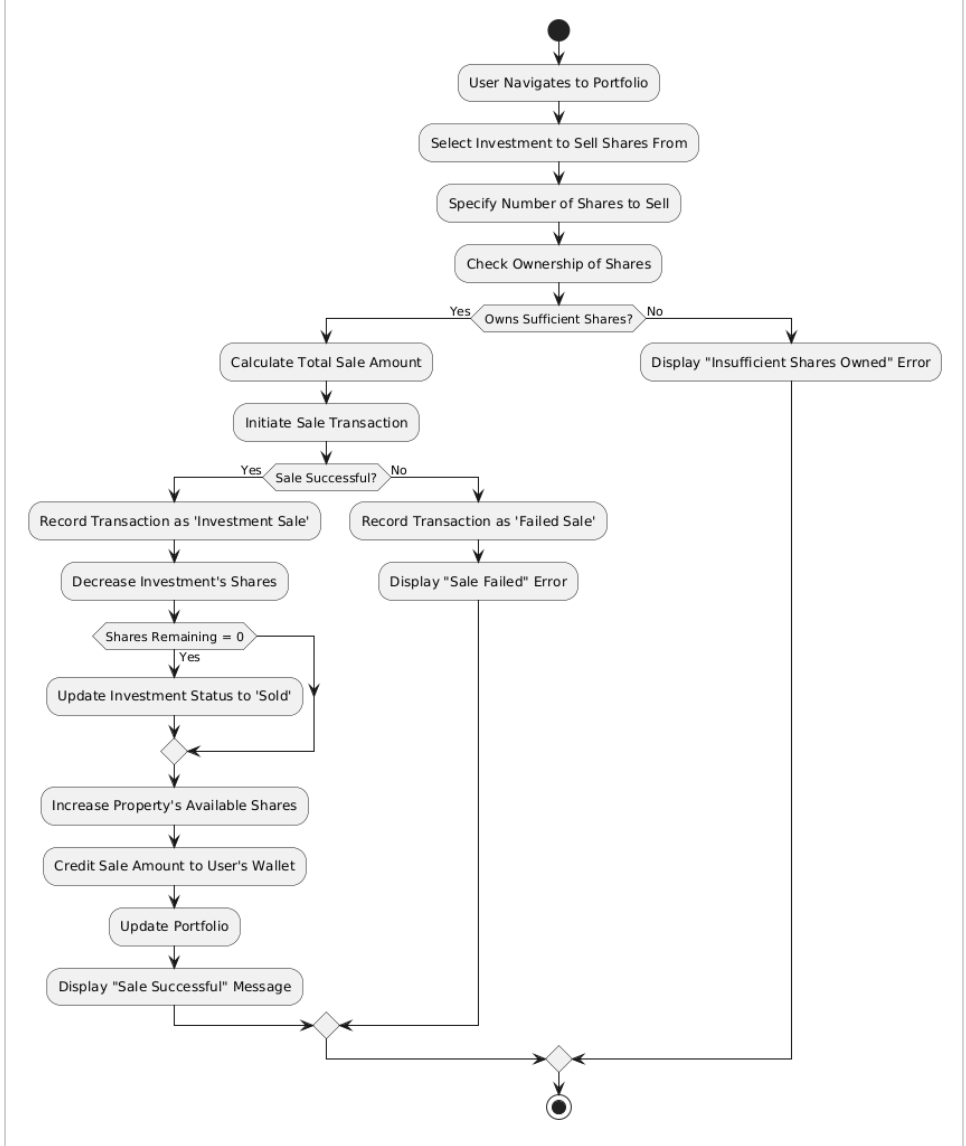 User Navigates to Portfolio
Select Investment to Sell Shares From
Specify Number of Shares to Sell
Check Ownership of Shares
Yes
Owns Sufficient Shares?
No
Calculate Total Sale Amount
Display "Insufficient Shares Owned" Error
Initiate Sale Transaction
Yes
Sale Successful?
No
Record Transaction as 'Investment Sale'
Record Transaction as 'Failed Sale'
Decrease Investment's Shares
Display "Sale Failed" Error
Shares Remaining = 0
Yes
Update Investment Status to 'Sold'
Increase Property's Available Shares
Credit Sale Amount to User's Wallet
Update Portfolio
Display "Sale Successful" Message